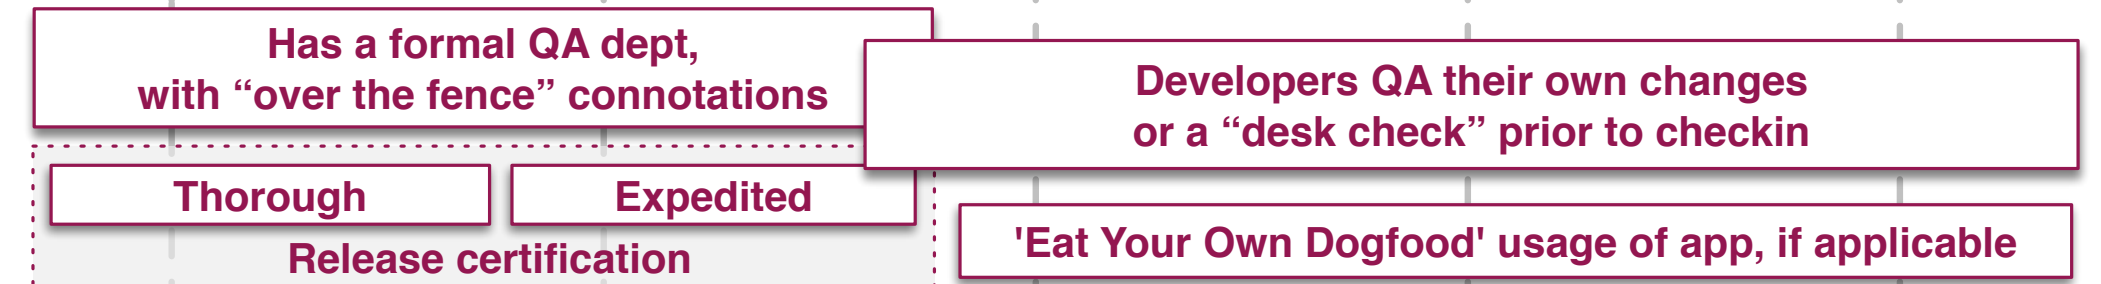 Has a formal QA dept,
with “over the fence” connotations
Developers QA their own changes
or a “desk check” prior to checkin
Thorough
Expedited
Release certification
'Eat Your Own Dogfood' usage of app, if applicable